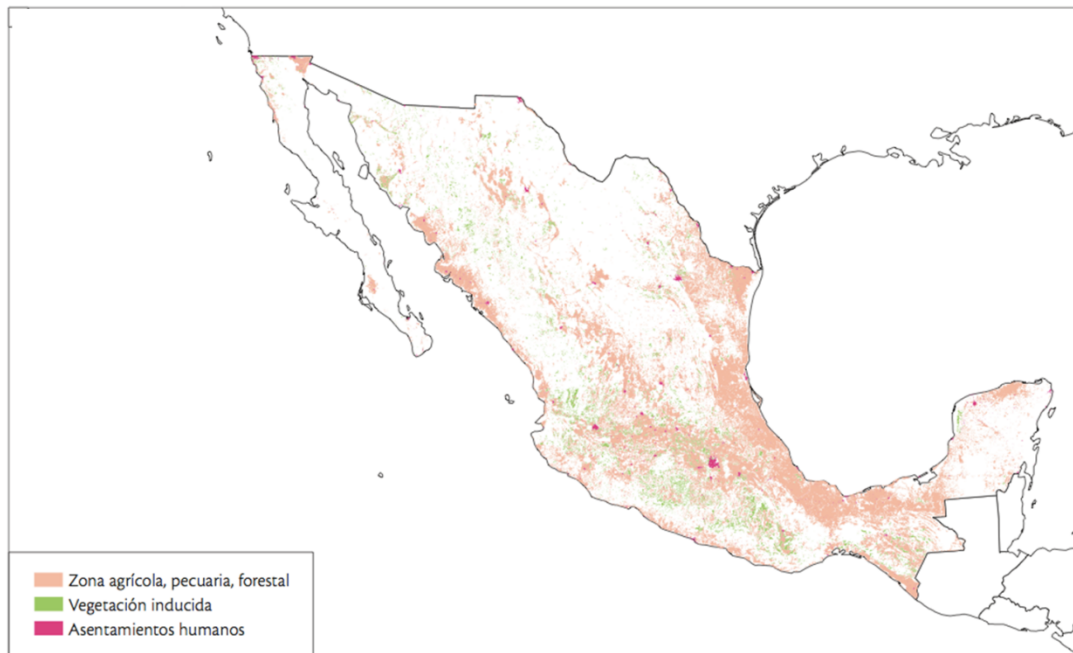 Zona agrícola, pecuaria, forestal
Vegetación inducida
Asentamientos humanos